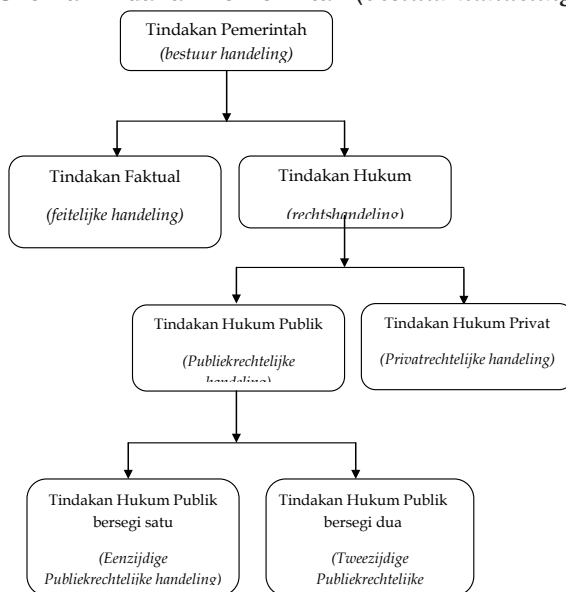 Tindakan Pemerintah
(bestuur handeling)
Tindakan Faktual
(feitelijke handeling)
Tindakan Hukum
(rechtshandeling)
Tindakan Hukum Publik
(Publiekrechtelijke
handeling)
Tindakan Hukum Privat
(Privatrechtelijke handeling)
Tindakan Hukum Publik
bersegi satu
(Eenzijdige
Publiekrechtelijke handeling)
Tindakan Hukum Publik
bersegi dua
(Tweezijdige
Publiekrechtelijke